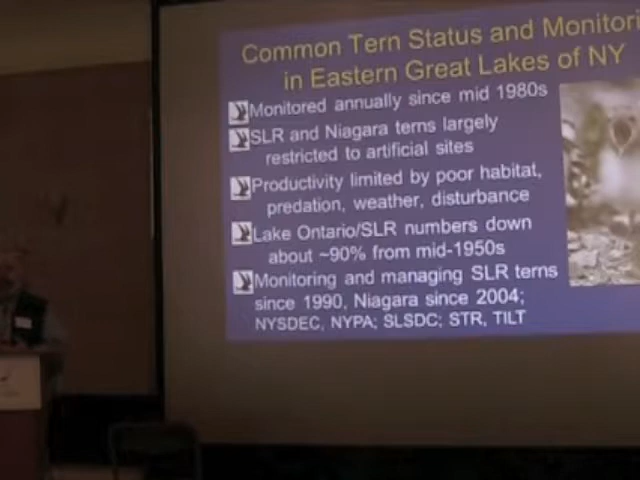 Common Tern Status and Monitori
in Eastern Great Lakes of NY
Monitored annually since mid 1980s
SLR and Niagara terns largely
restricted to artificial sites
Productivity limited by poor habitat,
predation, weather, disturbance
Lake Ontario/SLR numbers down
about ~90% from mid-1950s
Monitoring and managing SLR terns
since 1990, Niagara since 2004;
NYSDEC, NYPA; SLSDC; STR, TILT